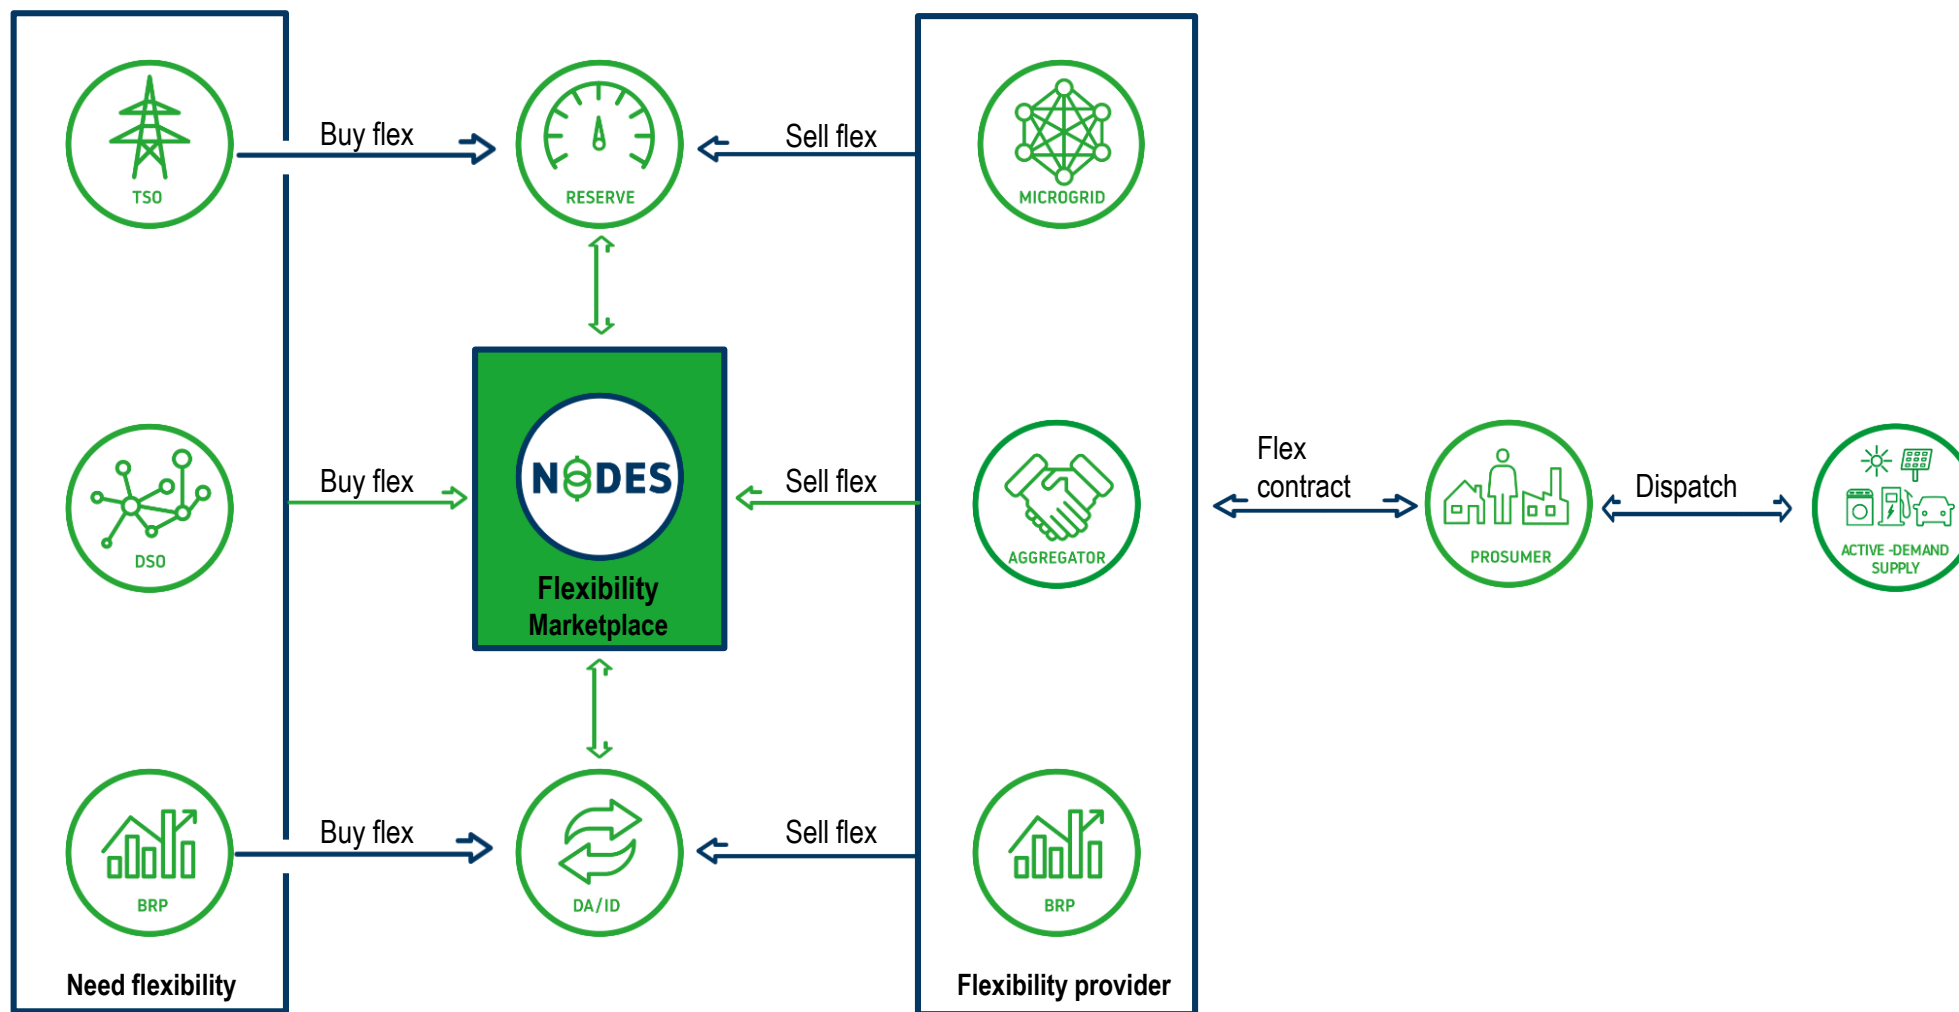 Buy flex
Sell flex
TSO
RESERVE
MICROGRID
Buy flex
NODES
Sell flex
Flex
contract
Dispatch
DSO
Flexibility
Marketplace
AGGREGATOR
PROSUMER
ACTIVE -DEMAND
SUPPLY
Buy flex
Sell flex
BRP
DA/ID
BRP
Need flexibility
Flexibility provider